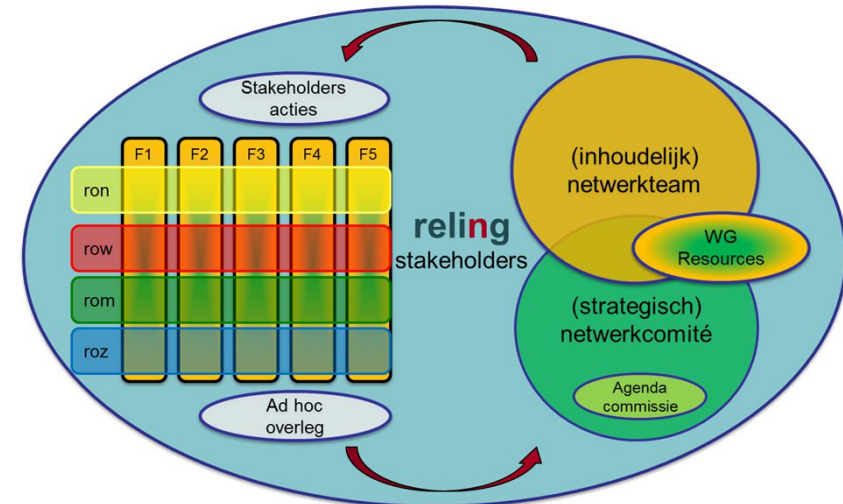 Stakeholders
acties
F1 F2 F3 F4 F5
ron
row
rom
roz
Ad hoc
overleg
reling
stakeholders
(inhoudelijk)
netwerkteam
WG
Resources
(strategisch)
netwerkcomité
Agenda
commissie